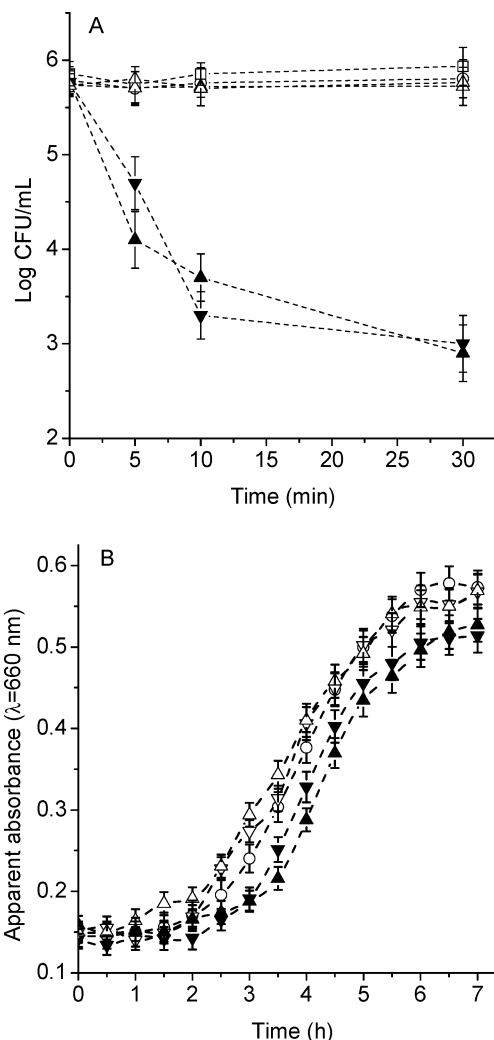 A
6
5
4
3
2
Log CFU/mL
0 5 10 15 20 25 30
Time (min)
B
0.6
0.5
0.4
0.3
0.2
0.1
Apparent absorbance (λ=660 nm)
0 1 2 3 4 5 6 7
Time (h)